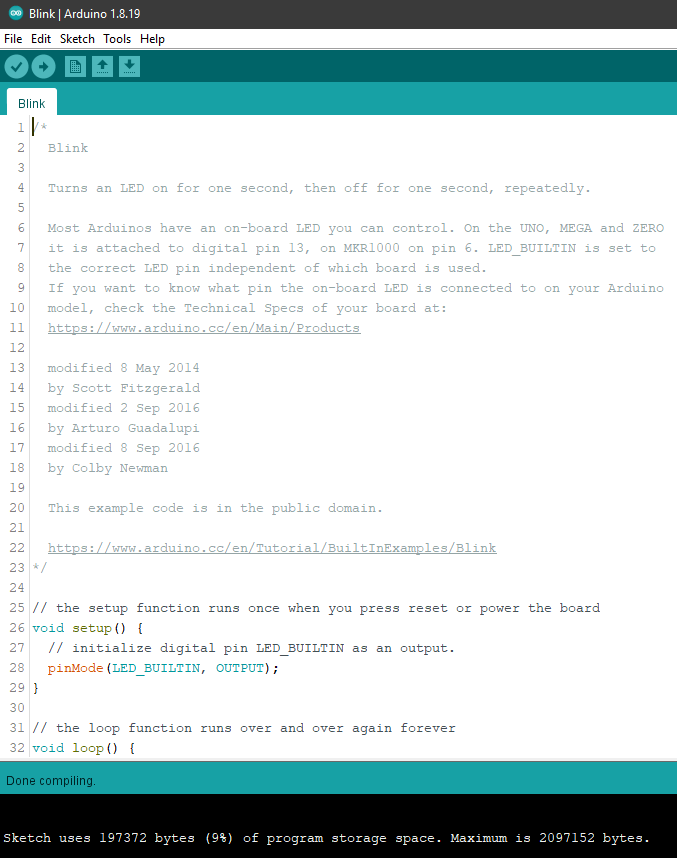 Blink | Arduino 1.8.19
File Edit Sketch Tools Help
Blink
1 /*
2 Blink
3
4 Turns an LED on for one second, then off for one second, repeatedly.
5
6 Most Arduinos have an on-board LED you can control. On the UNO, MEGA and ZERO
7 it is attached to digital pin 13, on MKR1000 on pin 6. LED_BUILTIN is set to
8 the correct LED pin independent of which board is used.
9 If you want to know what pin the on-board LED is connected to on your Arduino
10 model, check the Technical Specs of your board at:
11 https://www.arduino.cc/en/Main/Products
12
13 modified 8 May 2014
14 by Scott Fitzgerald
15 modified 2 Sep 2016
16 by Arturo Guadalupi
17 modified 8 Sep 2016
18 by Colby Newman
19
20 This example code is in the public domain.
21
22 https://www.arduino.cc/en/Tutorial/BuiltInExamples/Blink
23 */
24
25 // the setup function runs once when you press reset or power the board
26 void setup() {
27 // initialize digital pin LED_BUILTIN as an output.
28 pinMode(LED_BUILTIN, OUTPUT);
29 }
30
31 // the loop function runs over and over again forever
32 void loop() {
Done compiling.
Sketch uses 197372 bytes (9%) of program storage space. Maximum is 2097152 bytes.